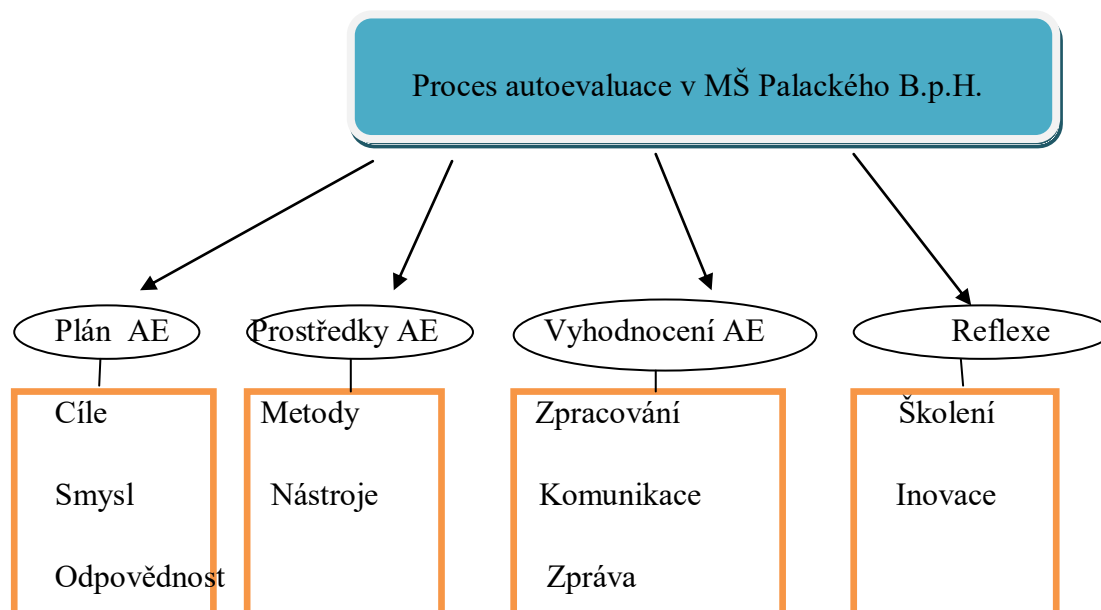 Proces autoevaluace v MŠ Palackého B.p.H.
Plán AE
Prostředky AE
Vyhodnocení AE
Reflexe
Cíle
Smysl
Odpovědnost
Metody
Nástroje
Zpracování
Komunikace
Zpráva
Školení
Inovace